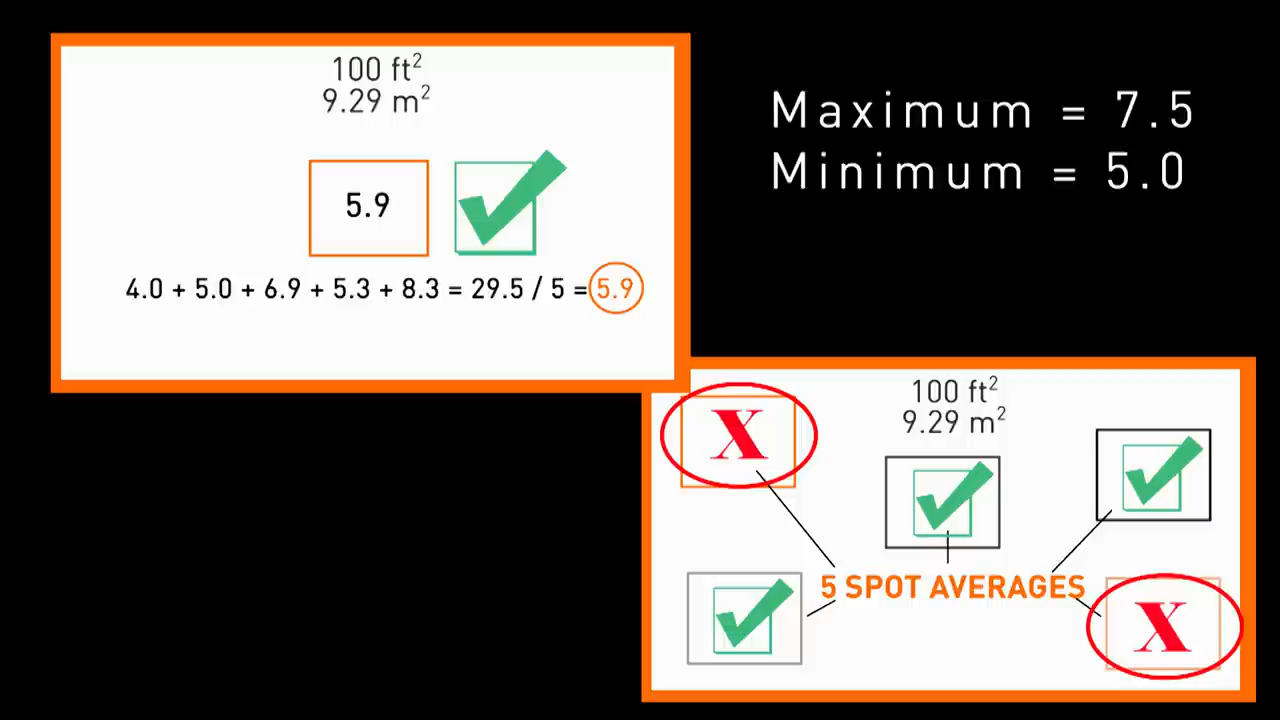 100 ft²
9.29 m²
5.9
4.0 + 5.0 + 6.9 + 5.3 + 8.3 = 29.5 / 5 = 5.9
Maximum = 7.5
Minimum = 5.0
100 ft²
9.29 m²
X
5 SPOT AVERAGES
X